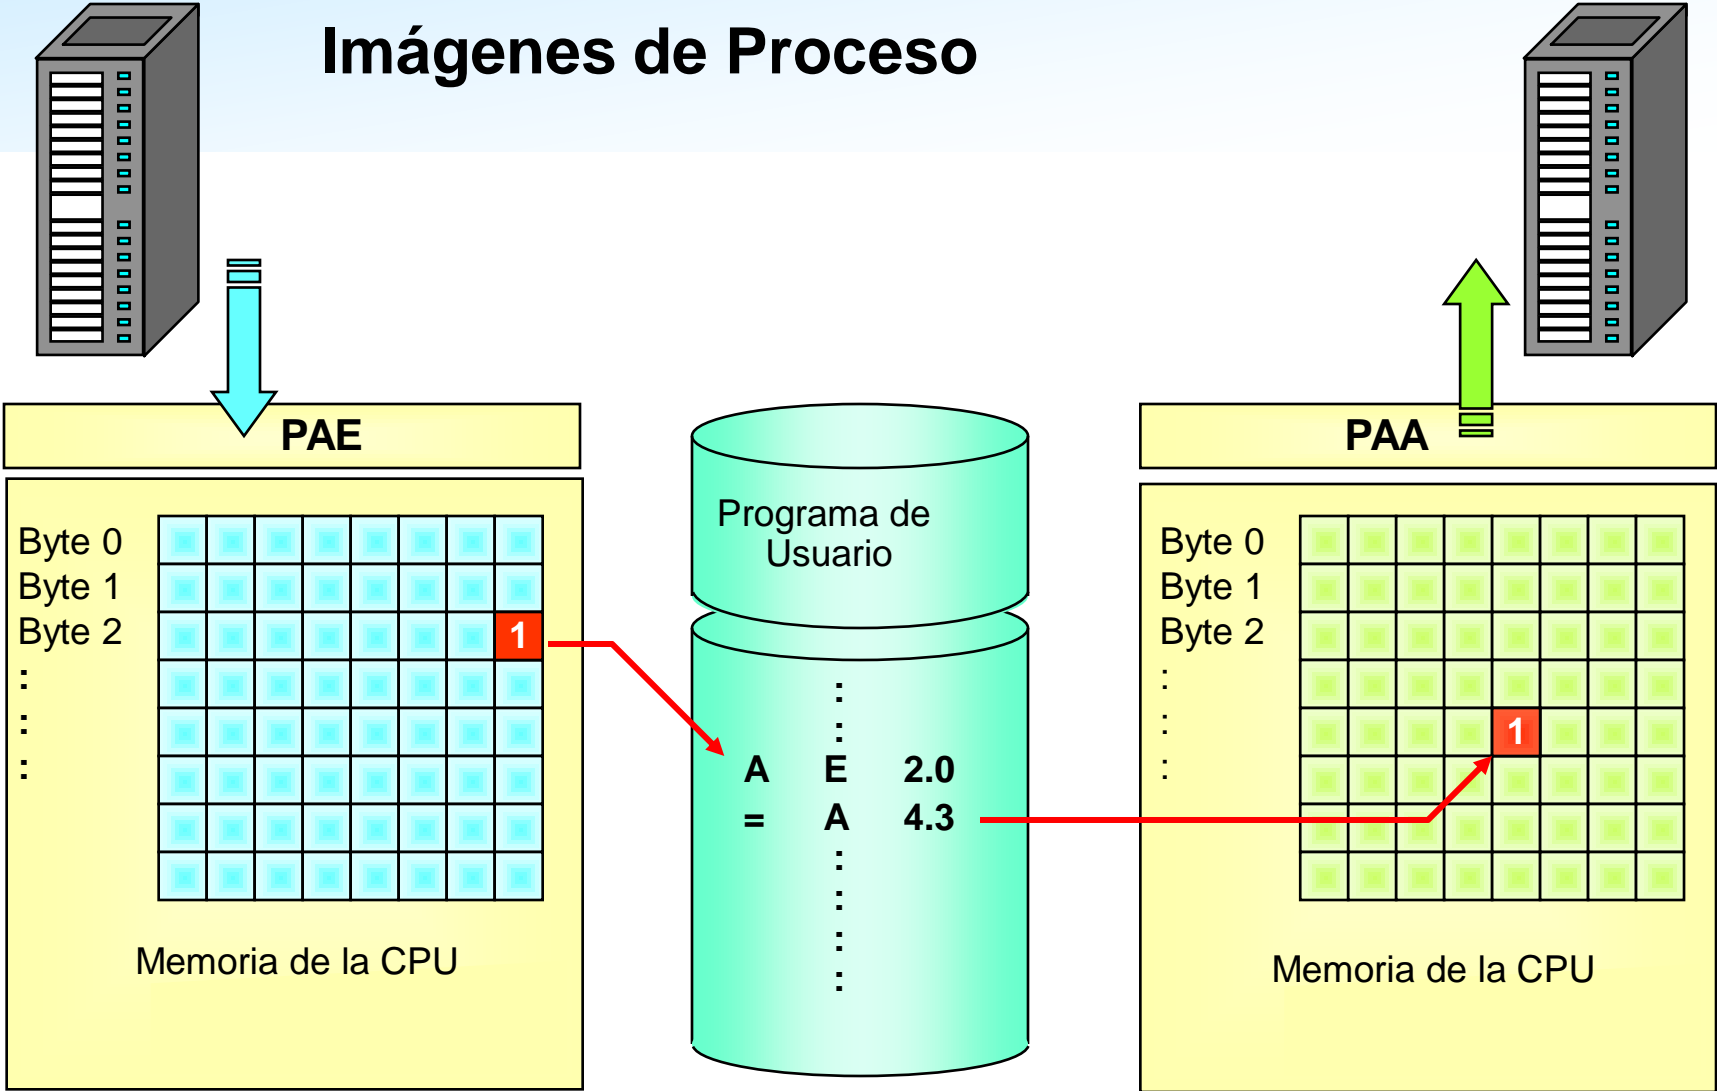 Imágenes de Proceso
PAE
Byte 0
Byte 1
Byte 2
:
:
:
1
Memoria de la CPU
Programa de
Usuario
:
:
A E 2.0
= A 4.3
:
:
:
:
PAA
Byte 0
Byte 1
Byte 2
:
:
:
1
Memoria de la CPU